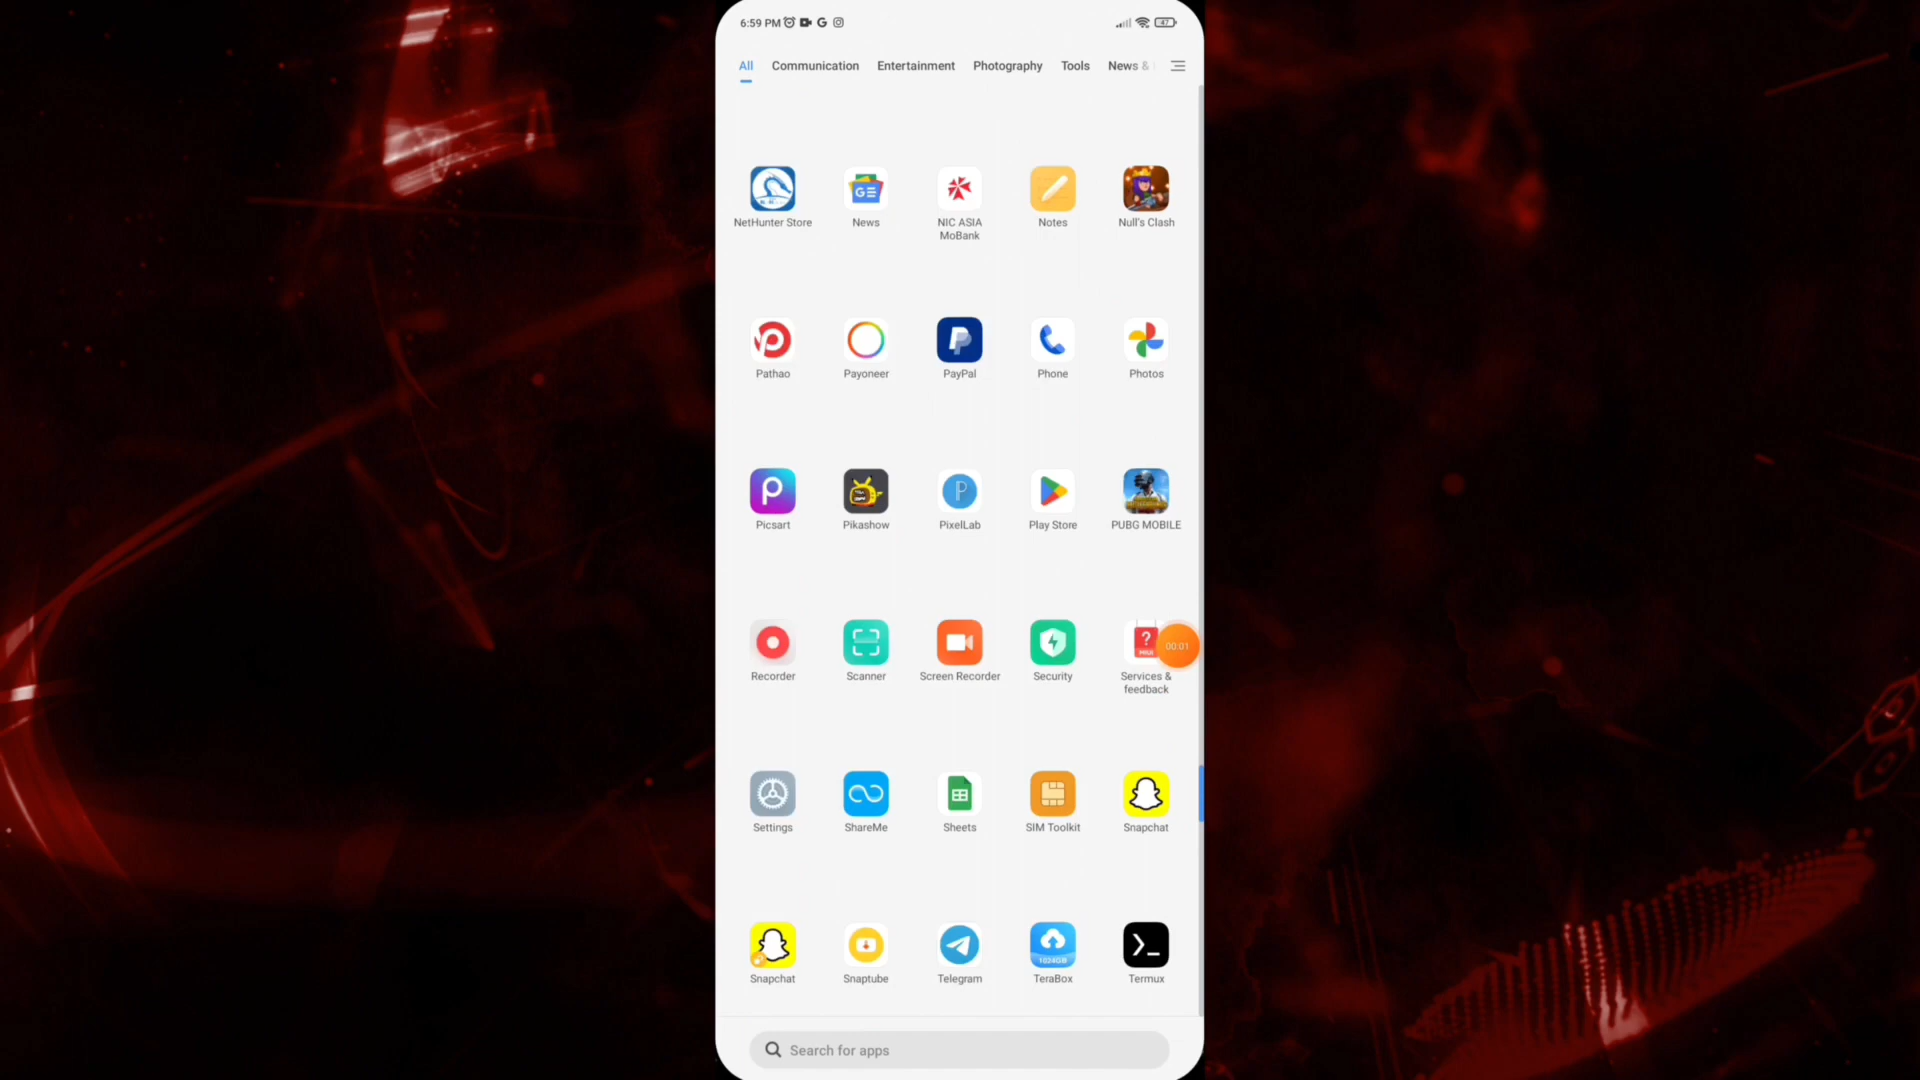 6:59 PM
47
All Communication Entertainment Photography Tools News &
NetHunter Store News NIC ASIA MoBank Notes Null's Clash
Pathao Payoneer PayPal Phone Photos
Picsart Pikashow PixelLab Play Store PUBG MOBILE
00:01
Recorder Scanner Screen Recorder Security Services & feedback
Settings ShareMe Sheets SIM Toolkit Snapchat
1024GB
Snapchat Snaptube Telegram TeraBox Termux
Search for apps